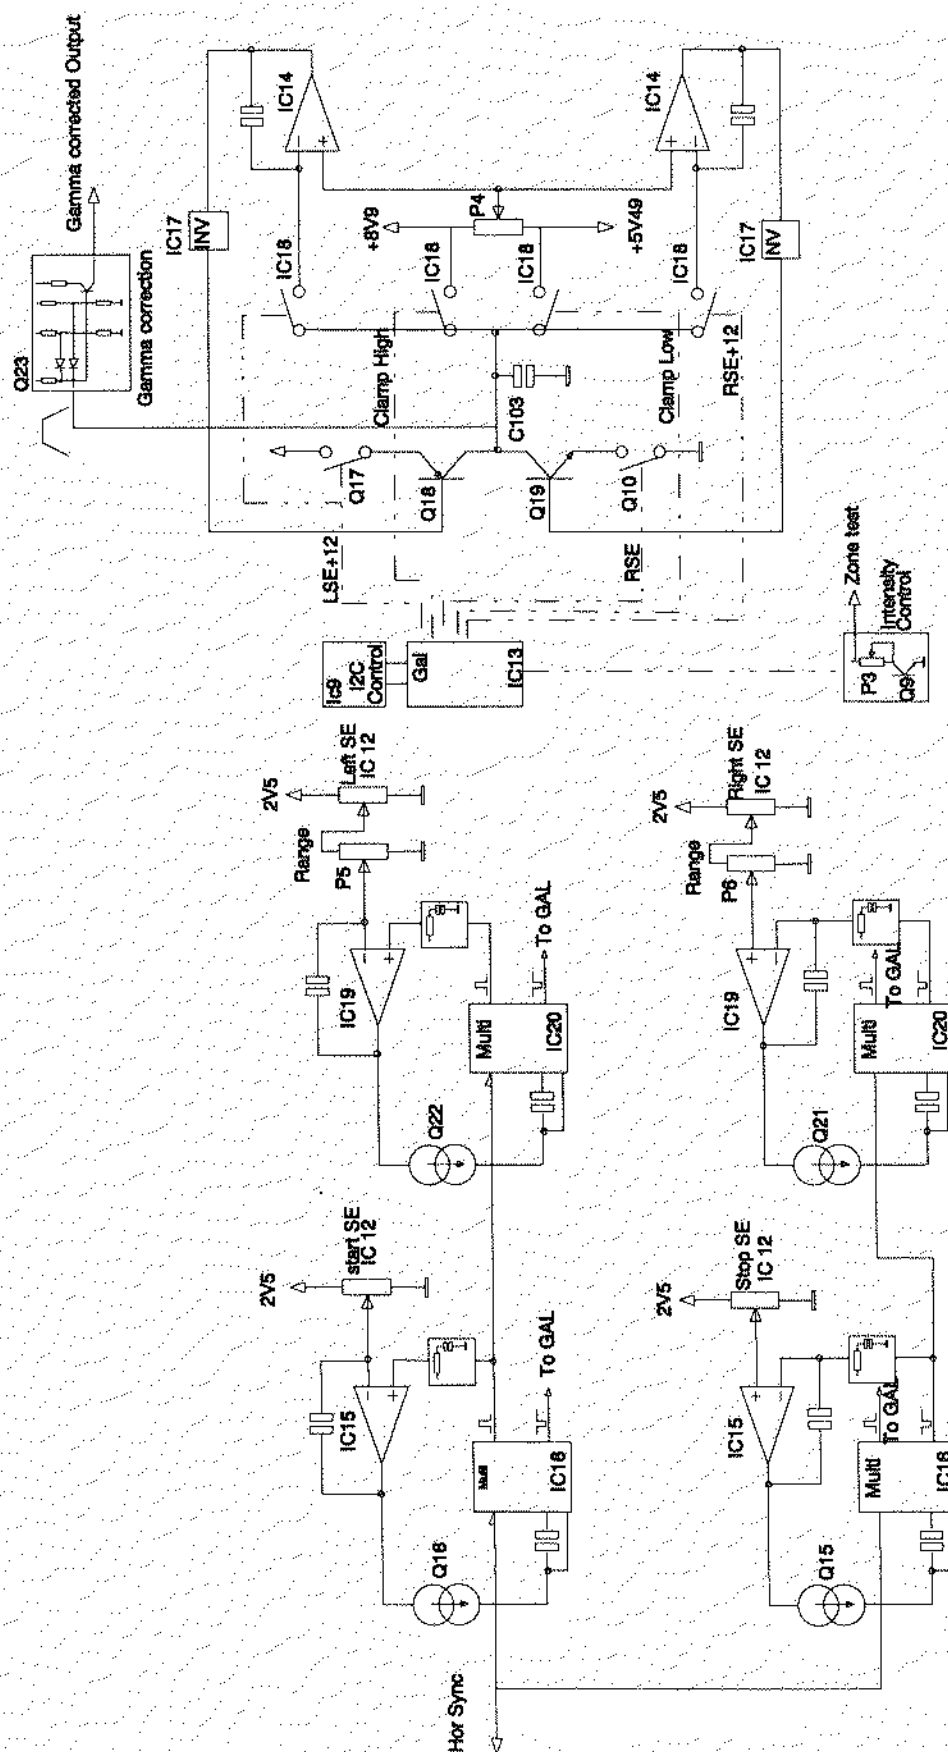 Hor Sync
Q16
IC15
Multi
IC16
To GAL
2V5
start SE
IC 12
Q22
IC19
Multi
IC20
To GAL
Range
P5
2V5
Left SE
IC 12
Q15
IC15
Multi
IC16
To GAL
2V5
Stop SE
IC 12
Q21
IC19
Multi
IC20
To GAL
Range
P6
2V5
Right SE
IC 12
Ic9
I2C
Control
Gal
IC13
P3
Q9
Zone test
Intensity
Control
LSE+12
RSE
Q17
Q18
Q19
Q10
C103
Clamp High
Clamp Low
RSE+12
Q23
Gamma correction
Gamma corrected Output
IC17
INV
IC18
IC18
IC18
IC18
+8V9
P4
+5V49
IC14
IC14
IC17
INV